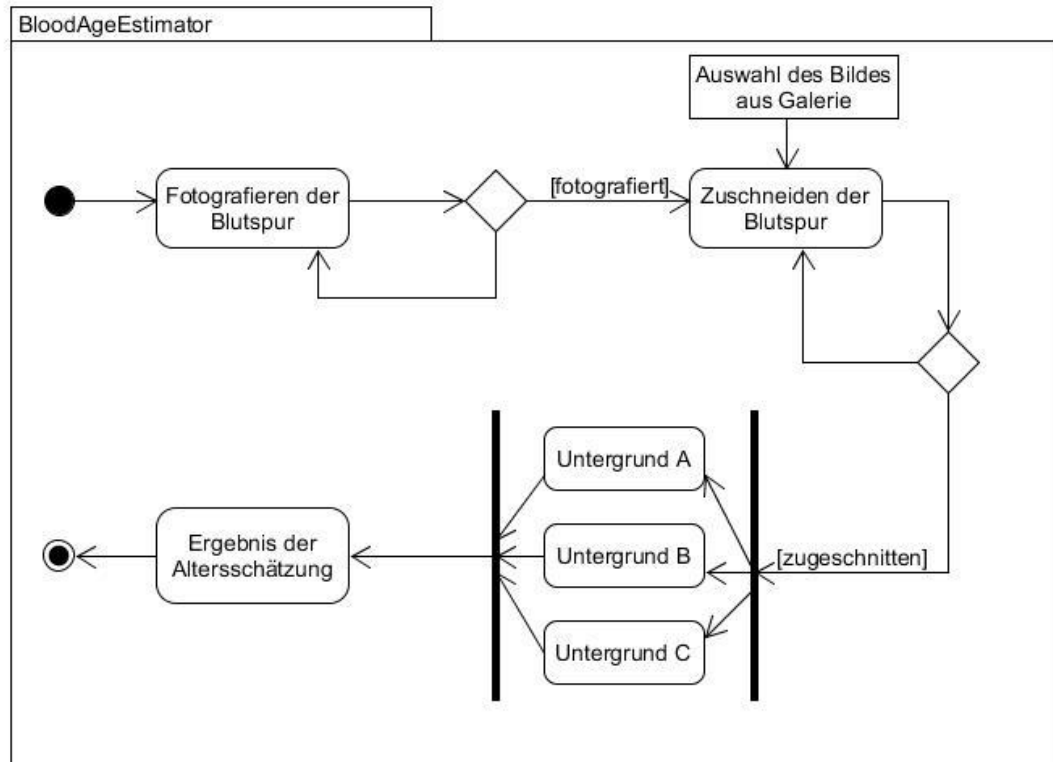 BloodAgeEstimator
Auswahl des Bildes
aus Galerie
Fotografieren der
Blutspur
[fotografiert]
Zuschneiden der
Blutspur
Untergrund A
Ergebnis der
Altersschätzung
Untergrund B
[zugeschnitten]
Untergrund C